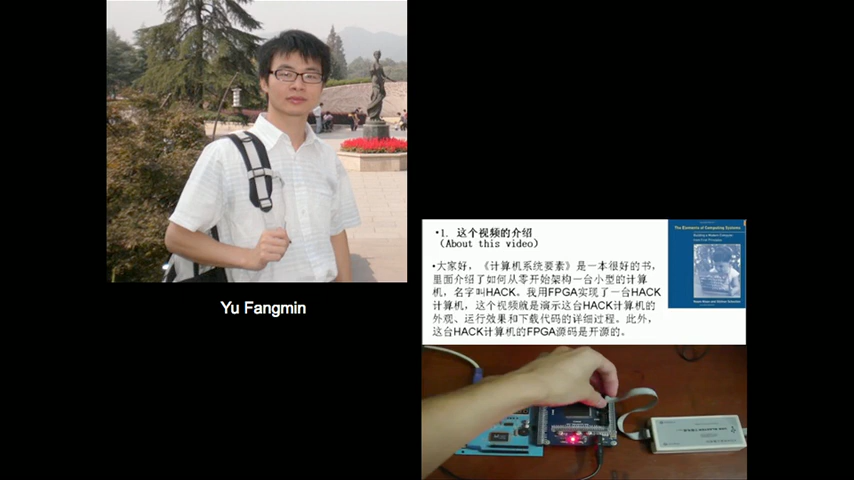 Yu Fangmin
•1. 这个视频的介绍
(About this video)
•大家好，《计算机系统要素》是一本很好的书，
里面介绍了如何从零开始架构一台小型的计算
机，名字叫HACK。我用FPGA实现了一台HACK
计算机，这个视频就是演示这台HACK计算机的
外观、运行效果和下载代码的详细过程。此外，
这台HACK计算机的FPGA源码是开源的。
The Elements of Computing Systems